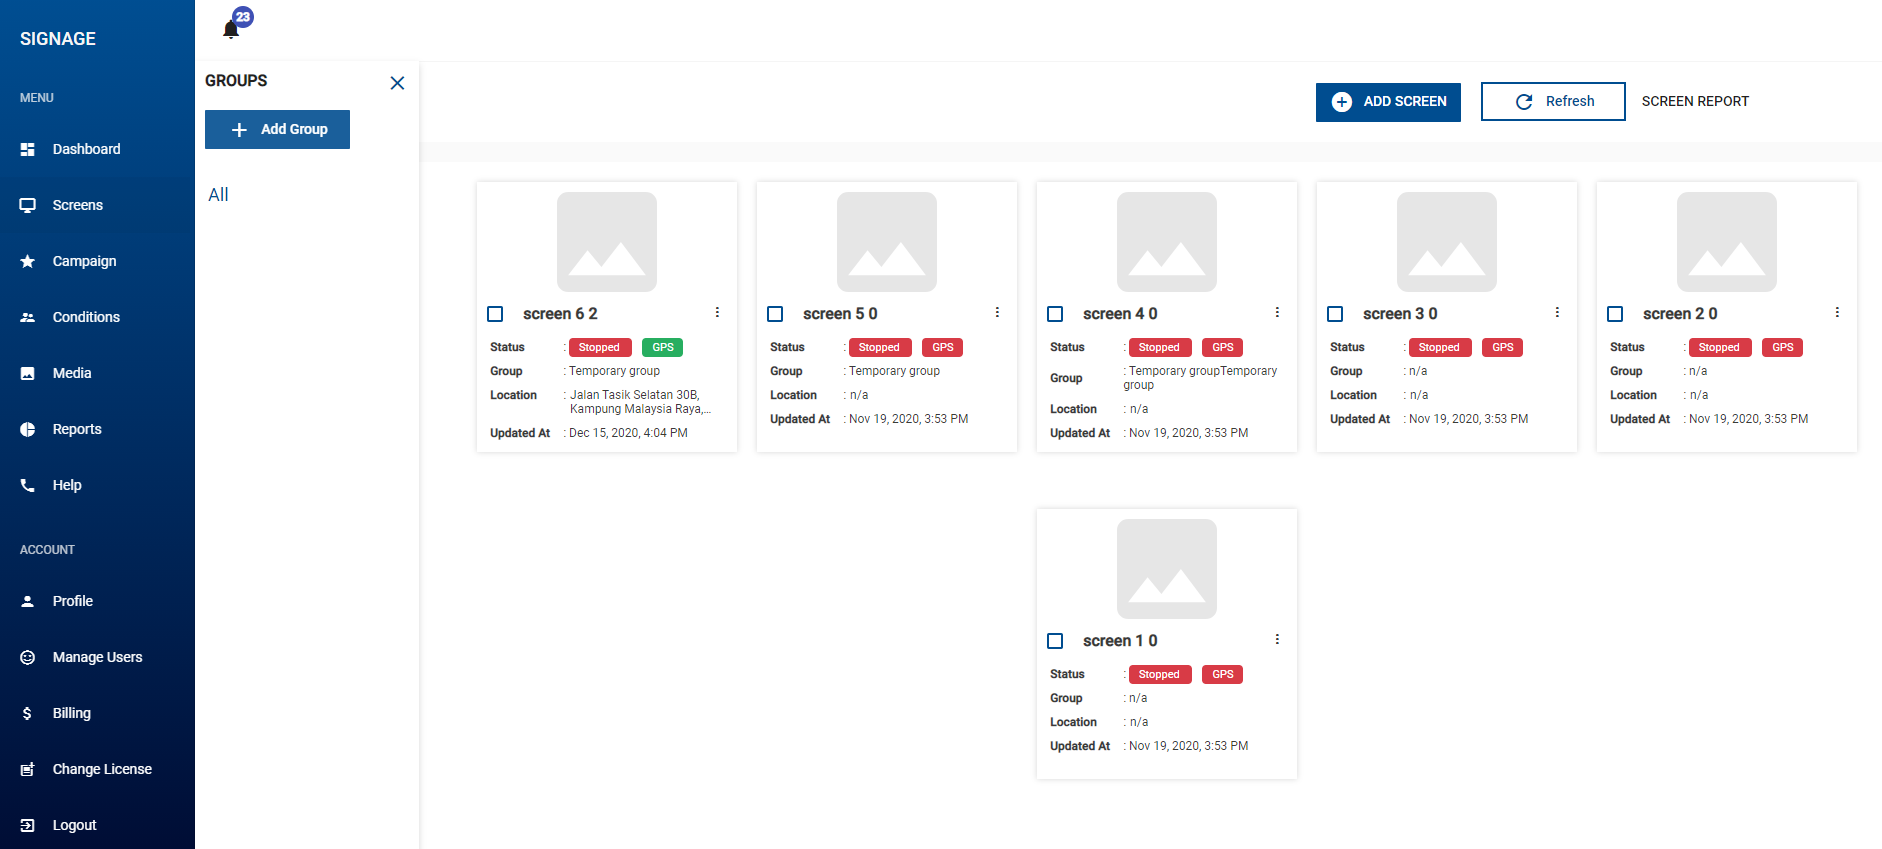 SIGNAGE
23
MENU
Dashboard
Screens
Campaign
Conditions
Media
Reports
Help
ACCOUNT
Profile
Manage Users
Billing
Change License
Logout
GROUPS
Add Group
All
ADD SCREEN
Refresh
SCREEN REPORT
screen 6 2
Status : Stopped GPS
Group : Temporary group
Location : Jalan Tasik Selatan 30B,
Kampung Malaysia Raya,...
Updated At : Dec 15, 2020, 4:04 PM
screen 5 0
Status : Stopped GPS
Group : Temporary group
Location : n/a
Updated At : Nov 19, 2020, 3:53 PM
screen 4 0
Status : Stopped GPS
Group : Temporary groupTemporary
group
Location : n/a
Updated At : Nov 19, 2020, 3:53 PM
screen 3 0
Status : Stopped GPS
Group : n/a
Location : n/a
Updated At : Nov 19, 2020, 3:53 PM
screen 2 0
Status : Stopped GPS
Group : n/a
Location : n/a
Updated At : Nov 19, 2020, 3:53 PM
screen 1 0
Status : Stopped GPS
Group : n/a
Location : n/a
Updated At : Nov 19, 2020, 3:53 PM